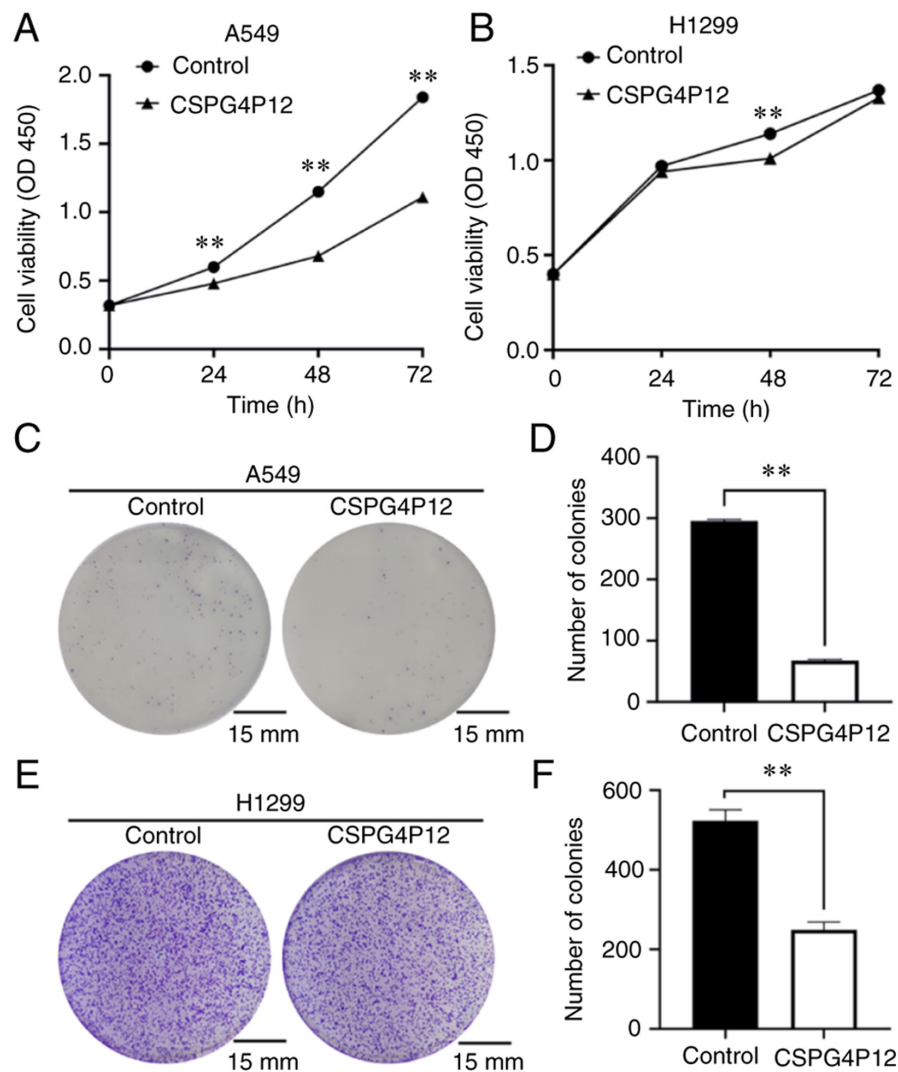 A
A549
Control
CSPG4P12
Cell viability (OD 450)
2.0
1.5
1.0
0.5
0.0
**
**
**
0 24 48 72
Time (h)
B
H1299
Control
CSPG4P12
Cell viability (OD 450)
1.5
1.0
0.5
0.0
**
0 24 48 72
Time (h)
C
A549
Control CSPG4P12
15 mm 15 mm
D
Number of colonies
400
300
200
100
0
**
Control CSPG4P12
E
H1299
Control CSPG4P12
15 mm 15 mm
F
Number of colonies
600
400
200
0
**
Control CSPG4P12